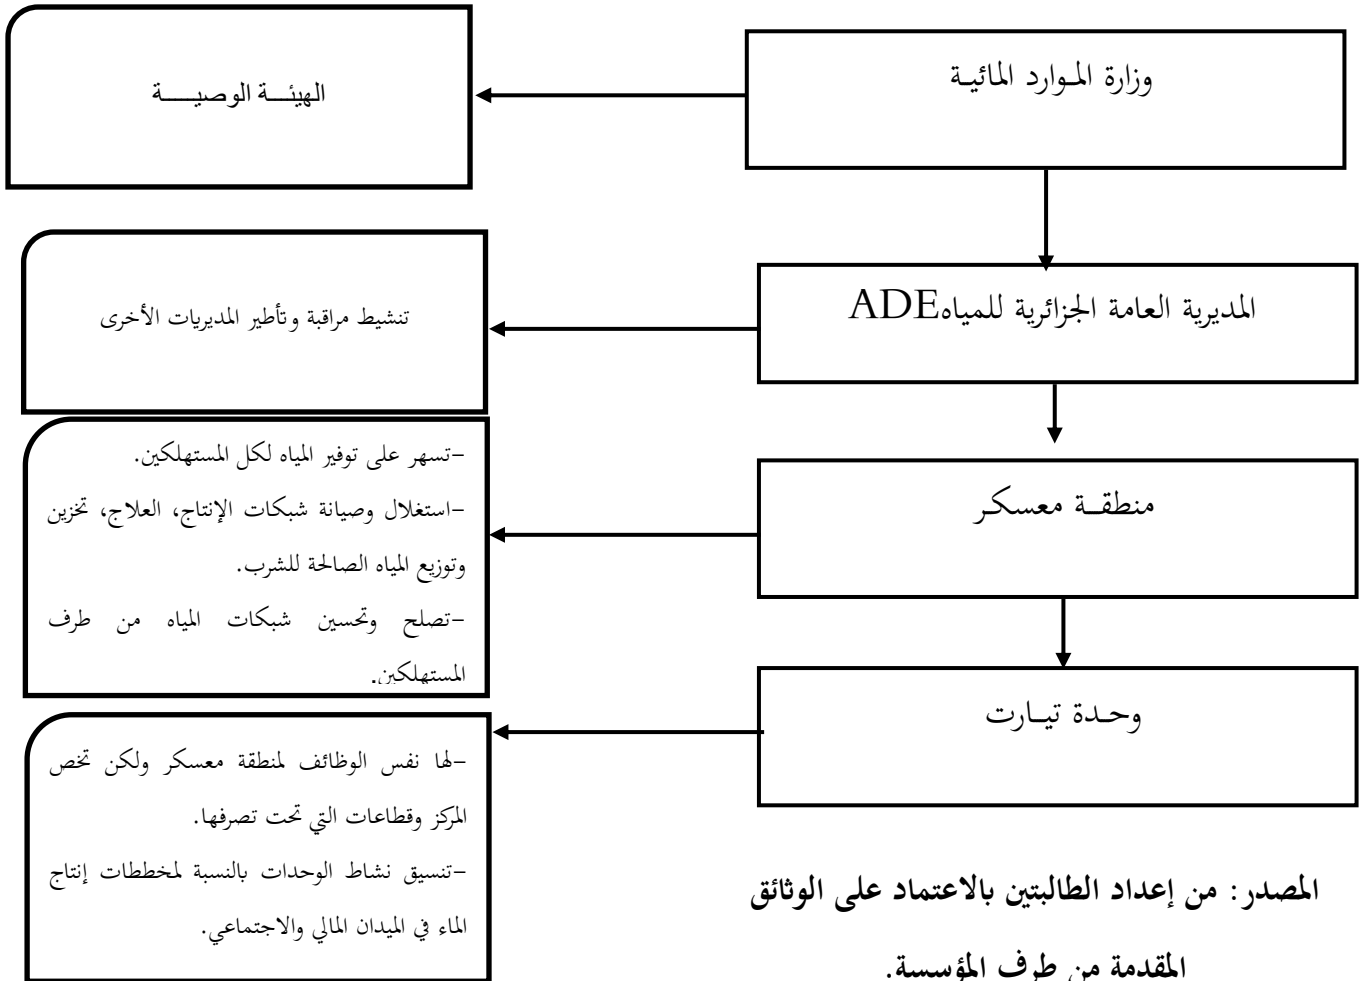 وزارة المـوارد المائيـة
الهيئــة الوصيـــــة
المديرية العامة الجزائرية للمياهADE
تنشيط مراقبة وتأطير المديريات الأخرى
منطقـة معسكـر
-تسهر على توفير المياه لكل المستهلكين.
-استغلال وصيانة شبكات الإنتاج، العلاج، تخزين
وتوزيع المياه الصالحة للشرب.
-تصلح وتحسين شبكات المياه من طرف
المستهلكين.
وحـدة تيـارت
-لها نفس الوظائف لمنطقة معسكر ولكن تخص
المركز وقطاعات التي تحت تصرفها.
-تنسيق نشاط الوحدات بالنسبة لمخططات إنتاج
الماء في الميدان المالي والاجتماعي.
المصدر: من إعداد الطالبتين بالاعتماد على الوثائق
المقدمة من طرف المؤسسة.